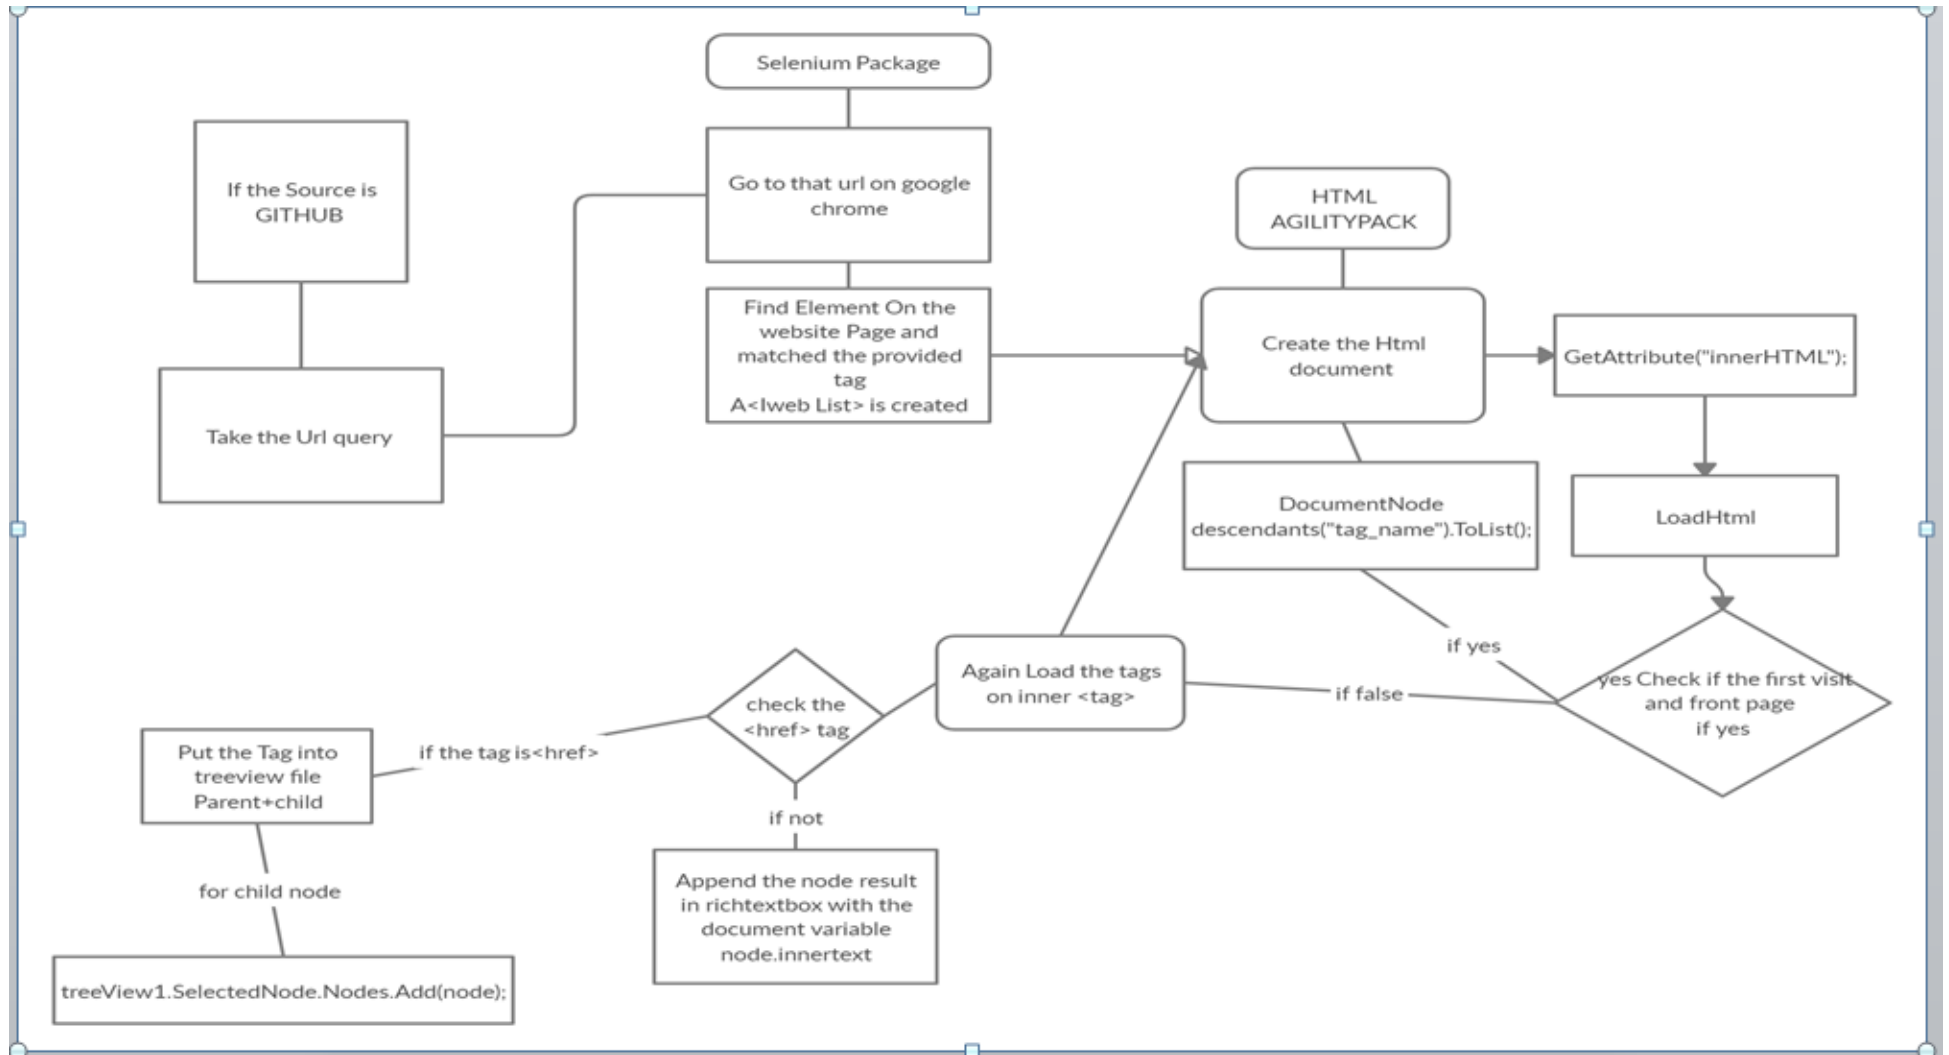 Selenium Package
If the Source is
GITHUB
Go to that url on google
chrome
HTML
AGILITYPACK
Find Element On the
website Page and
matched the provided
tag
A<Iweb List> is created
Create the Html
document
GetAttribute("innerHTML");
Take the Url query
DocumentNode
descendants("tag_name").ToList();
LoadHtml
if yes
Again Load the tags
on inner <tag>
if false
yes Check if the first visit
and front page
if yes
check the
<href> tag
if the tag is<href>
Put the Tag into
treeview file
Parent+child
if not
for child node
Append the node result
in richtextbox with the
document variable
node.innertext
treeView1.SelectedNode.Nodes.Add(node);